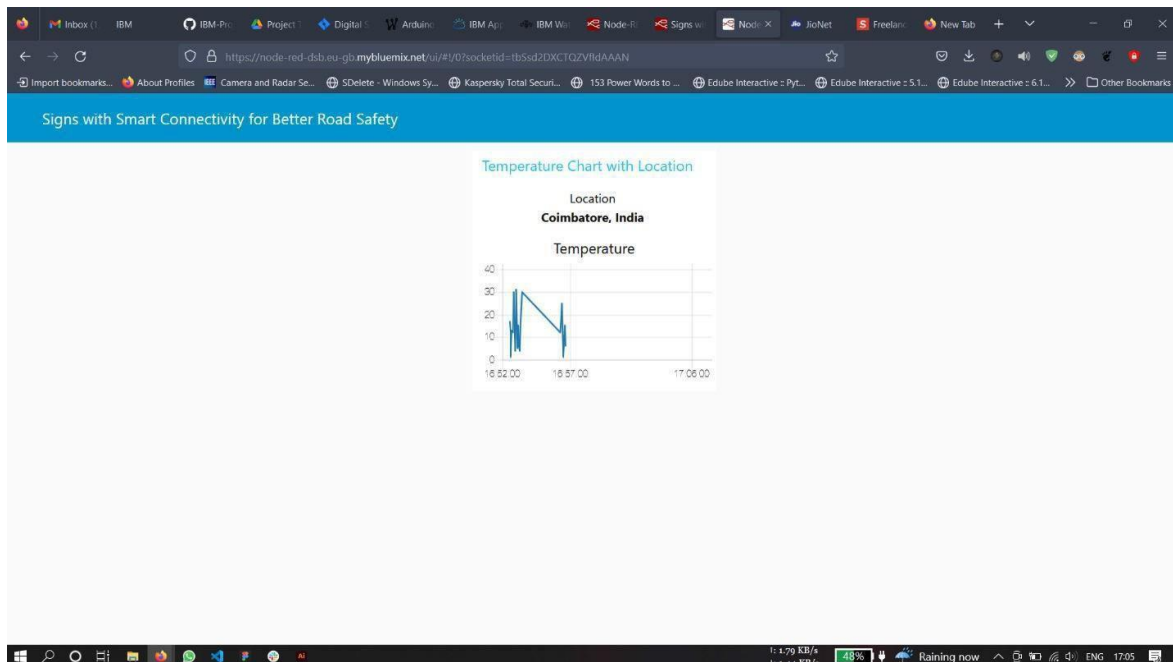 Inbox (1 IBM IBM-Pro Project T Digital S Arduino IBM App IBM Wat Node-R Signs wi Node- JioNet Freelanc New Tab
https://node-red-dsb.eu-gb.mybluemix.net/ui/#!/0?socketid=
Import bookmarks... About Profiles Camera and Radar Se... SDelete - Windows Sy... Kaspersky Total Securi... 153 Power Words to ... Edube Interactive :: Pyt... Edube Interactive :: 5.1... Edube Interactive :: 6.1... Other Bookmarks
Signs with Smart Connectivity for Better Road Safety
Temperature Chart with Location
Location
Coimbatore, India
Temperature
40
30
20
10
0
16:52:00 16:57:00 17:06:00
1.79 KB/s
48% Raining now ENG 17:05